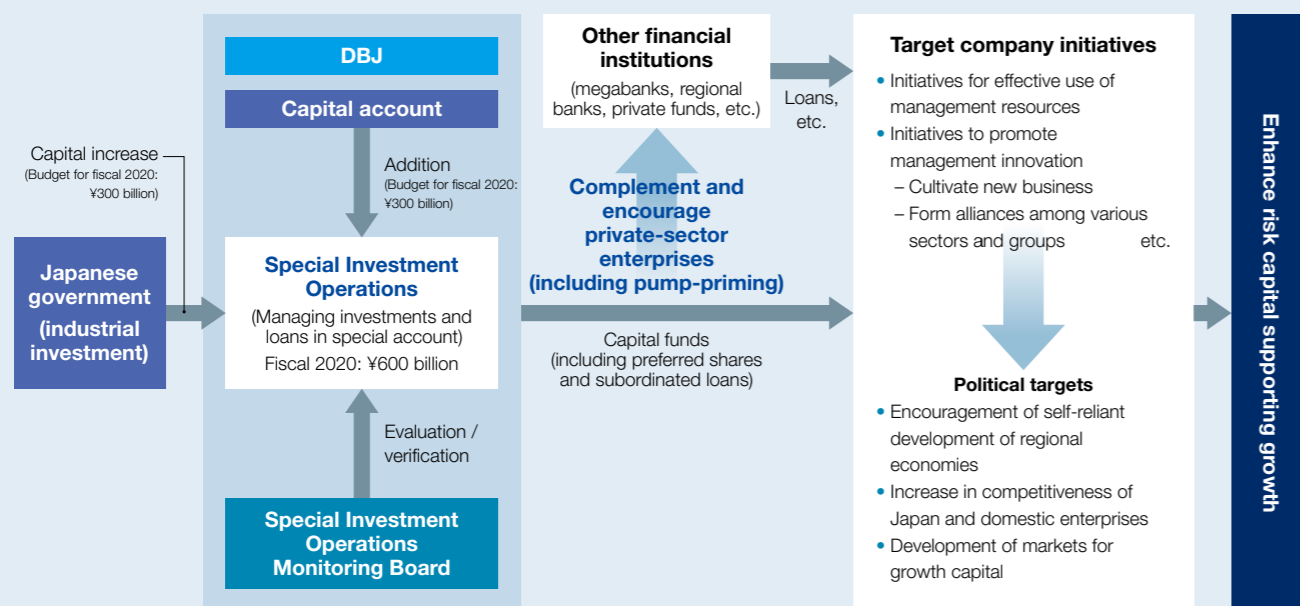 Capital increase
(Budget for fiscal 2020:
¥300 billion)
Japanese
government
(industrial
investment)
DBJ
Capital account
Addition
(Budget for fiscal 2020:
¥300 billion)
Special Investment
Operations
(Managing investments and
loans in special account)
Fiscal 2020: ¥600 billion
Evaluation /
verification
Special Investment
Operations
Monitoring Board
Other financial
institutions
(megabanks, regional
banks, private funds, etc.)
Loans,
etc.
Complement and
encourage
private-sector
enterprises
(including pump-priming)
Capital funds
(including preferred shares
and subordinated loans)
Target company initiatives
• Initiatives for effective use of
management resources
• Initiatives to promote
management innovation
– Cultivate new business
– Form alliances among various
sectors and groups etc.
Political targets
• Encouragement of self-reliant
development of regional
economies
• Increase in competitiveness of
Japan and domestic enterprises
• Development of markets for
growth capital
Enhance risk capital supporting growth